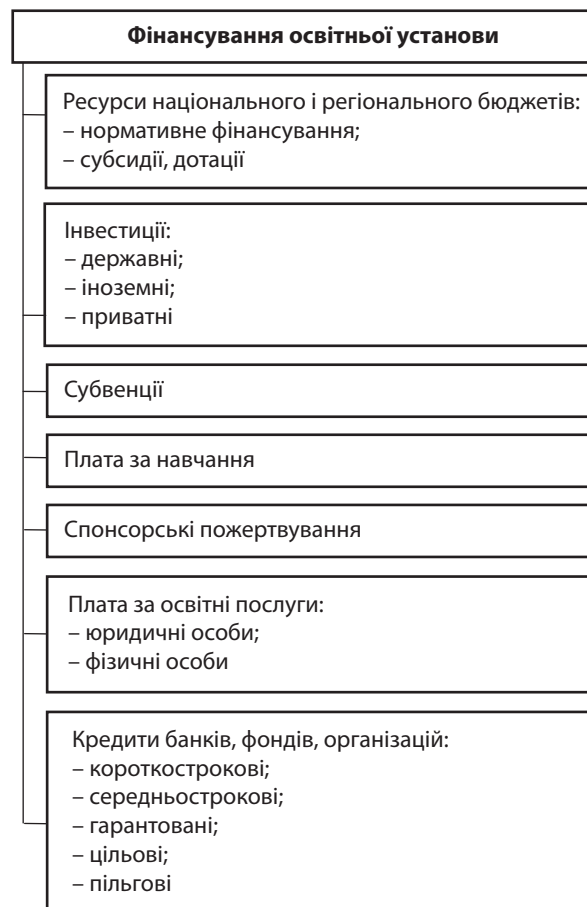 Фінансування освітньої установи
Ресурси національного і регіонального бюджетів:
– нормативне фінансування;
– субсидії, дотації
Інвестиції:
– державні;
– іноземні;
– приватні
Субвенції
Плата за навчання
Спонсорські пожертвування
Плата за освітні послуги:
– юридичні особи;
– фізичні особи
Кредити банків, фондів, організацій:
– короткострокові;
– середньострокові;
– гарантовані;
– цільові;
– пільгові